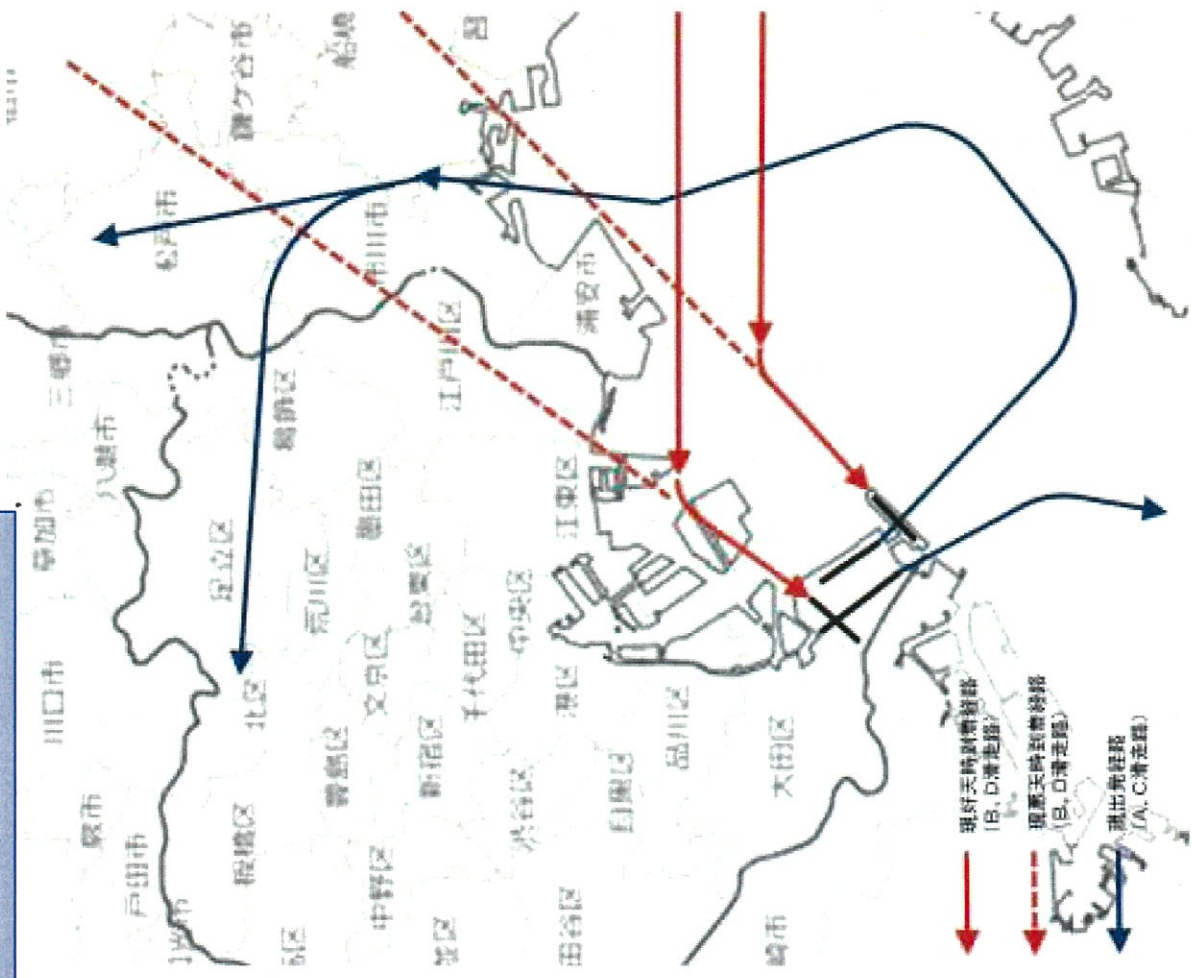 松戸市
鎌ケ谷市
船橋
市川市
三郷市
八潮市
草加市
川口市
蕨市
戸田市
足立区
葛飾区
江戸川区
浦安市
北区
荒川区
墨田区
板橋区
豊島区
文京区
台東区
江東区
中野区
新宿区
千代田区
中央区
渋谷区
港区
目黒区
品川区
田谷区
大田区
崎市
現好天時到着経路
(B, D滑走路)
現悪天時到着経路
(B, D滑走路)
現出発経路
(A, C滑走路)